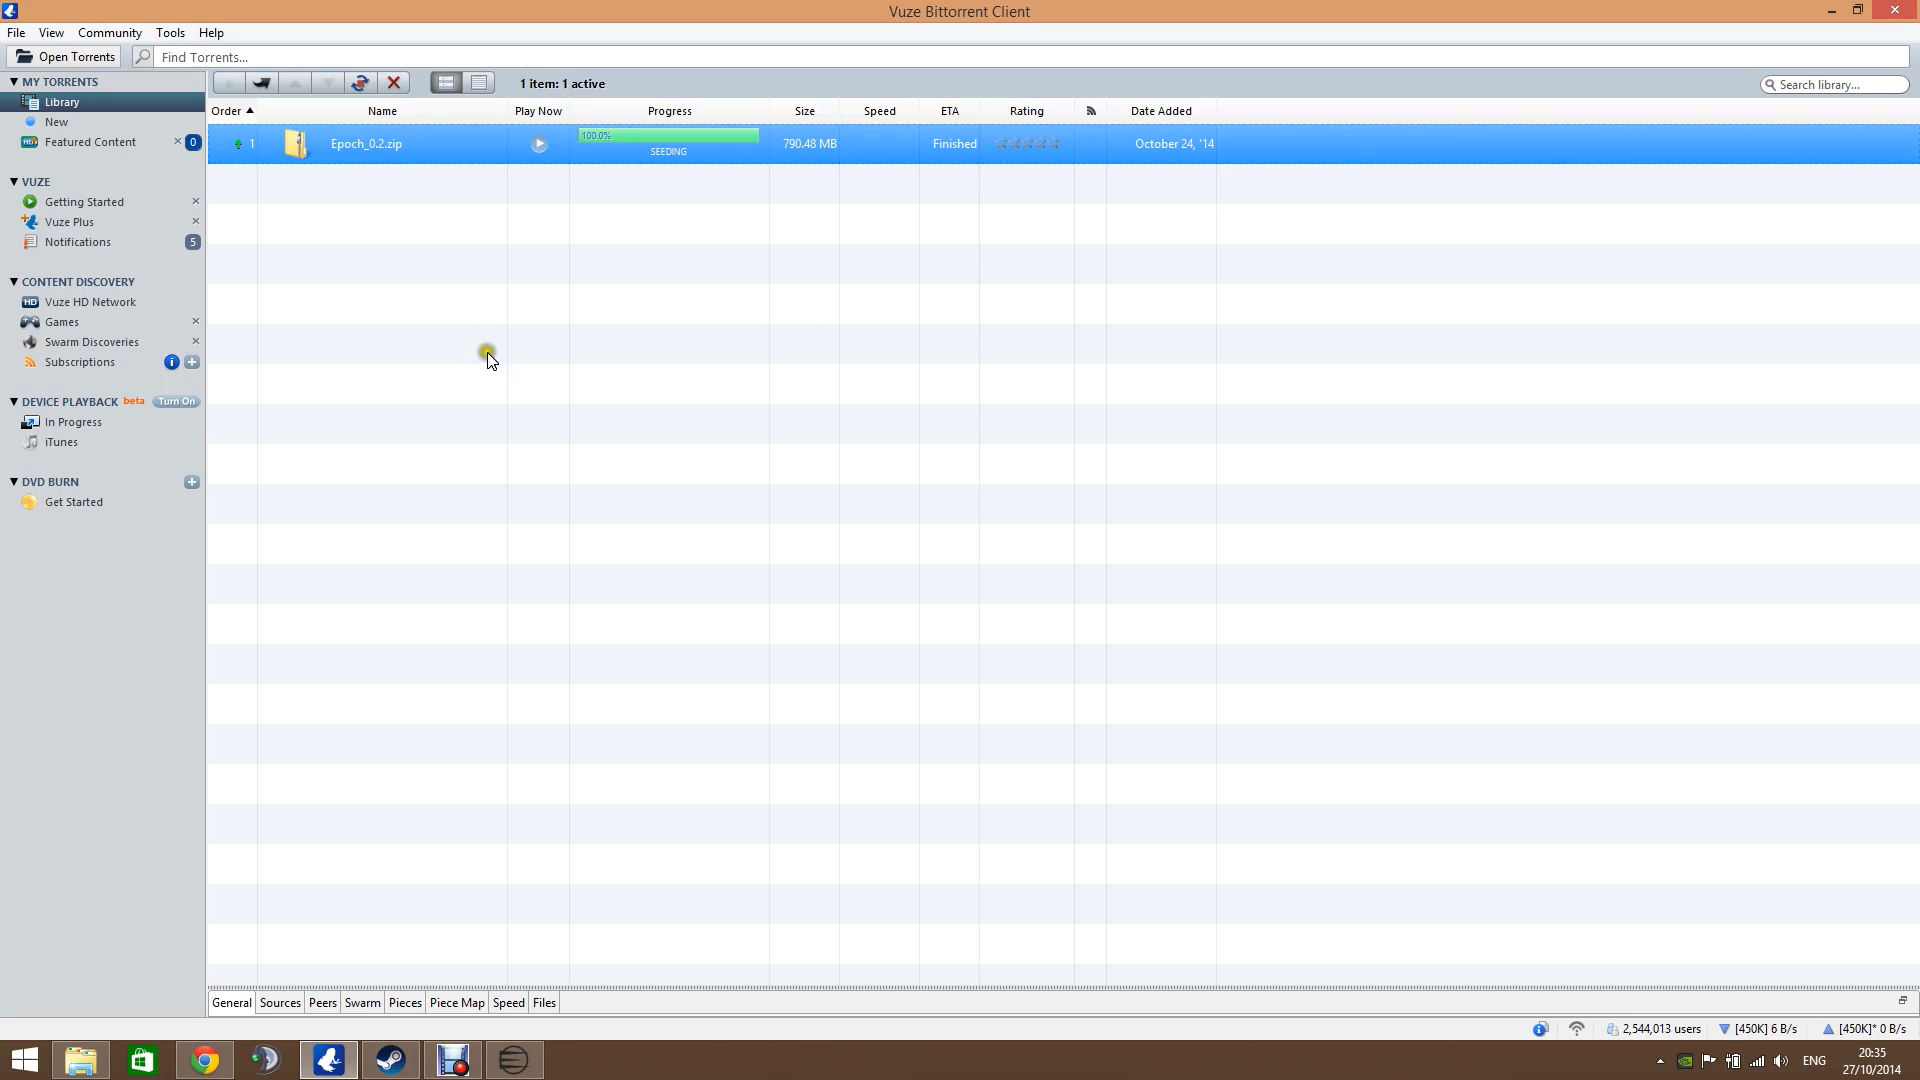 Vuze Bittorrent Client
File View Community Tools Help
Open Torrents Find Torrents...
MY TORRENTS
Library
New
Featured Content 0
VUZE
Getting Started
Vuze Plus
Notifications 5
CONTENT DISCOVERY
HD Vuze HD Network
Games
Swarm Discoveries
Subscriptions
DEVICE PLAYBACK beta Turn On
In Progress
iTunes
DVD BURN
Get Started
1 item: 1 active Search library...
Order Name Play Now Progress Size Speed ETA Rating Date Added
1 Epoch_0.2.zip 100.0% 790.48 MB Finished October 24, '14
SEEDING
General Sources Peers Swarm Pieces Piece Map Speed Files
2,544,013 users [450K] 6 B/s [450K]* 0 B/s
ENG 20:35
27/10/2014